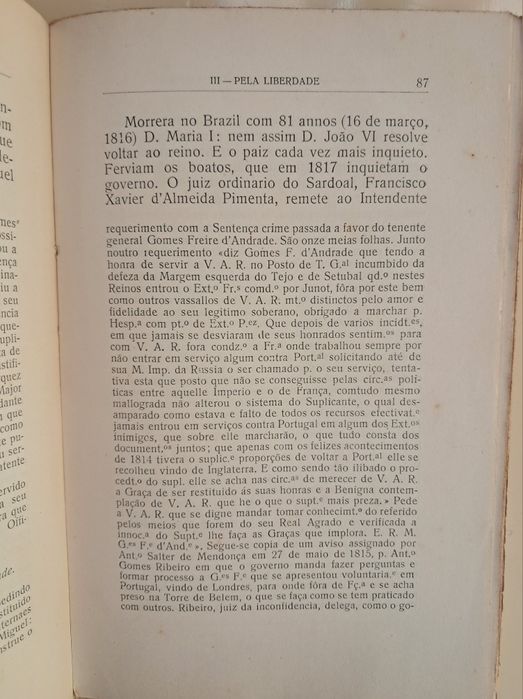 III — PELA LIBERDADE 87
Morrera no Brazil com 81 annos (16 de março,
1816) D. Maria I: nem assim D. João VI resolve
voltar ao reino. E o paiz cada vez mais inquieto.
Ferviam os boatos, que em 1817 inquietam o
governo. O juiz ordinario do Sardoal, Francisco
Xavier d'Almeida Pimenta, remete ao Intendente
requerimento com a Sentença crime passada a favor do tenente
general Gomes Freire d'Andrade. São onze meias folhas. Junto
noutro requerimento «diz Gomes F. d'Andrade que tendo a
honra de servir a V. A. R. no Posto de T. G.al incumbido da
defeza da Margem esquerda do Tejo e de Setubal qd.º nestes
Reinos entrou o Ext.º Fr.s comd.º por Junot, fôra por este bem
como outros vassallos de V. A. R. mt.º distinctos pelo amor e
fidelidade ao seu legitimo soberano, obrigado a marchar p.
Hesp.a com pt.º de Ext.º P.ez. Que depois de varios incidt.es,
em que jamais se desviaram de seus honrados sentim.os para
com V. A. R. fora condz.º a Fr.a onde trabalhou sempre por
não entrar em serviço algum contra Port.al solicitando até de
sua M. Imp. da Russia o ser chamado p. o seu serviço, tenta-
tiva esta que posto que não se conseguisse pelas circ.as poli-
ticas entre aquelle Imperio e o de França, comtudo mesmo
mallograda não alterou o sistema do Suplicante, o qual des-
amparado como estava e falto de todos os recursos efectivat.e
jamais entrou em serviços contra Portugal em algum dos Ext.os
inimigos, que sobre elle marcharão, o que tudo consta dos
document.os juntos; que apenas com os felizes acontecimentos
de 1814 tivera o suplic.e proporções de voltar a Port.al elle se
recolheu vindo de Inglaterra. E como sendo tão ilibado o pro-
cedt.º do supl. elle se acha nas circ.as de merecer de V. A. R.
a Graça de ser restituido ás suas honras e a Benigna contem-
plação de V. A. R. que he o que o supt.e mais preza.» Pede
a V. A. R. que se digne mandar tomar conhecimt.º do referido
pelos meios que forem do seu Real Agrado e verificada a
innoc.a do Supt.e lhe faça as Graças que implora. E. R. M.
G.es F.e d'And.e». Segue-se copia de um aviso assignado por
Ant.º Salter de Mendonça em 27 de maio de 1815, p. Ant.º
Gomes Ribeiro em que o governo manda fazer perguntas e
formar processo a G.es F.e que se apresentou voluntaria.e em
Portugal, vindo de Londres, para onde fôra de Fç.a e se acha
preso na Torre de Belem, o que se faça como se tem praticado
com outros. Ribeiro, juiz da inconfidencia, delega, como o go-